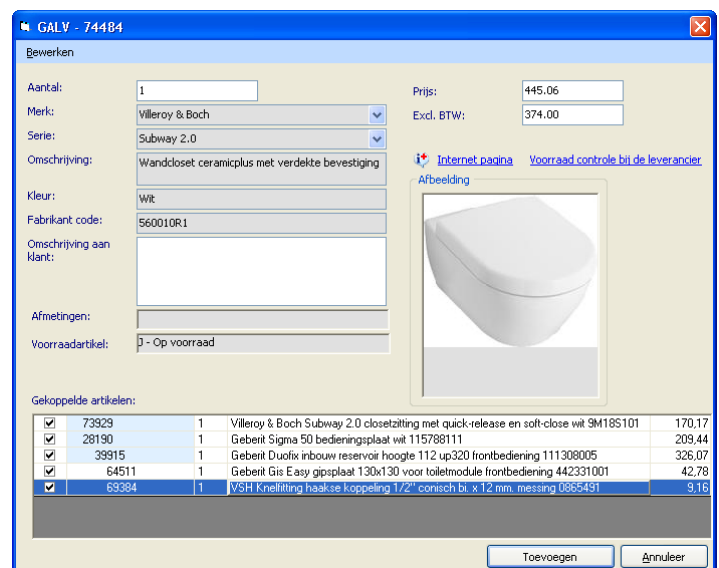 GALV - 74484
Bewerken
Aantal: 1
Merk: Villeroy & Boch
Serie: Subway 2.0
Omschrijving: Wandcloset ceramicplus met verdekte bevestiging
Kleur: Wit
Fabrikant code: 560010R1
Omschrijving aan
klant:
Afmetingen:
Voorraadartikel: J - Op voorraad
Prijs: 445.06
Excl. BTW: 374.00
Internet pagina Voorraad controle bij de leverancier
Afbeelding
Gekoppelde artikelen:
73929 1 Villeroy & Boch Subway 2.0 closetzitting met quick-release en soft-close wit 9M18S101 170,17
28190 1 Geberit Sigma 50 bedieningsplaat wit 115788111 209,44
39915 1 Geberit Duofix inbouw reservoir hoogte 112 up320 frontbediening 111308005 326,07
64511 1 Geberit Gis Easy gipsplaat 130x130 voor toiletmodule frontbediening 442331001 42,78
69384 1 VSH Knelfitting haakse koppeling 1/2" conisch bi. x 12 mm. messing 0865491 9,16
Toevoegen Annuleer